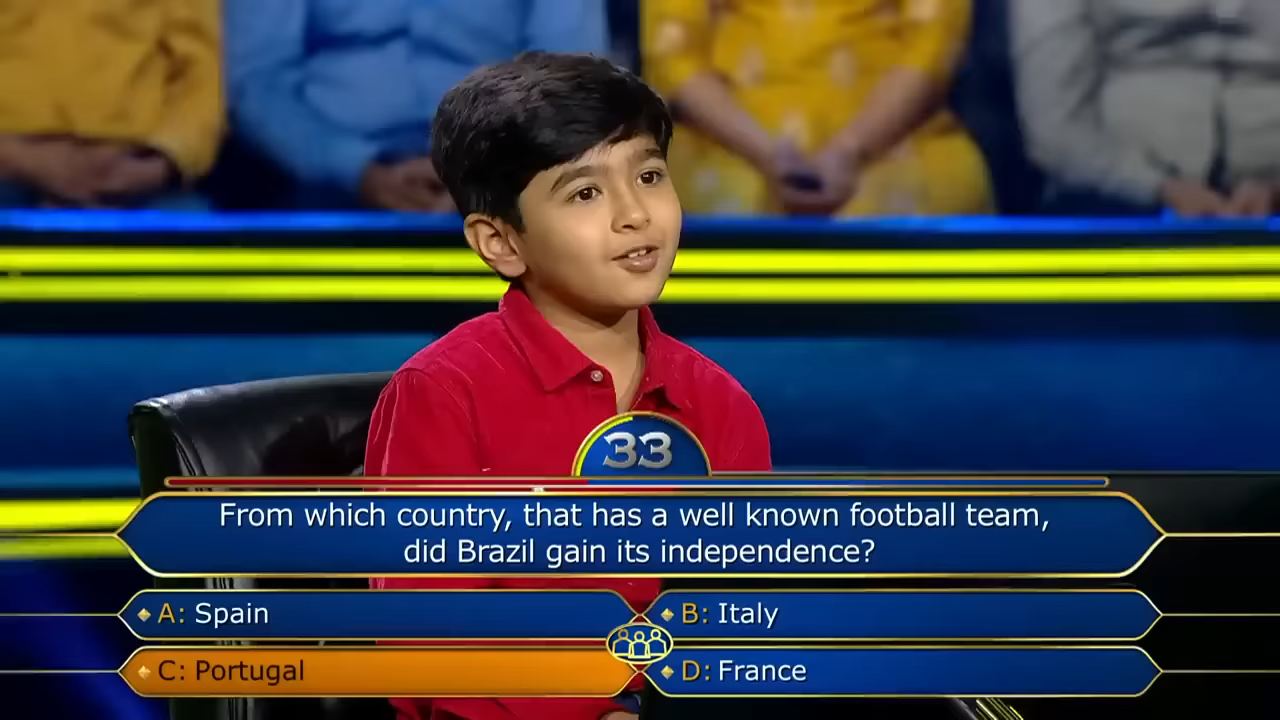 33
From which country, that has a well known football team,
did Brazil gain its independence?
A: Spain
B: Italy
C: Portugal
D: France